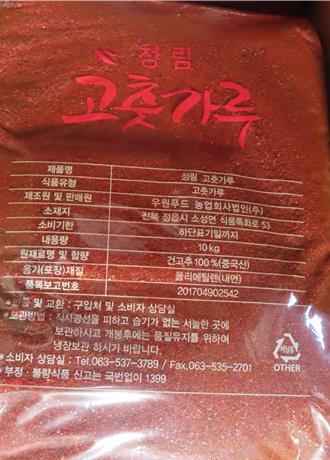 청림
고춧가루
제품명 청림 고춧가루
식품유형 고춧가루
제조원 및 판매원 우원푸드 농업회사법인(주)
소재지 전북 정읍시 소성면 식품특화로 53
소비기한 하단표기일까지
내용량 10kg
원재료명 및 함량 건고추 100%(중국산)
용기(포장)재질 폴리에틸렌(내면)
품목보고번호 201704902542
*반품 및 교환 : 구입처 및 소비자 상담실
*보관방법 : 직사광선을 피하고 습기가 없는 서늘한 곳에
보관하시고 개봉후에는 품질유지를 위하여
냉장보관 하시기 바랍니다.
*소비자 상담실 : Tel.063-537-3789 / Fax.063-535-2701
*부정 · 불량식품 신고는 국번없이 1399
OTHER